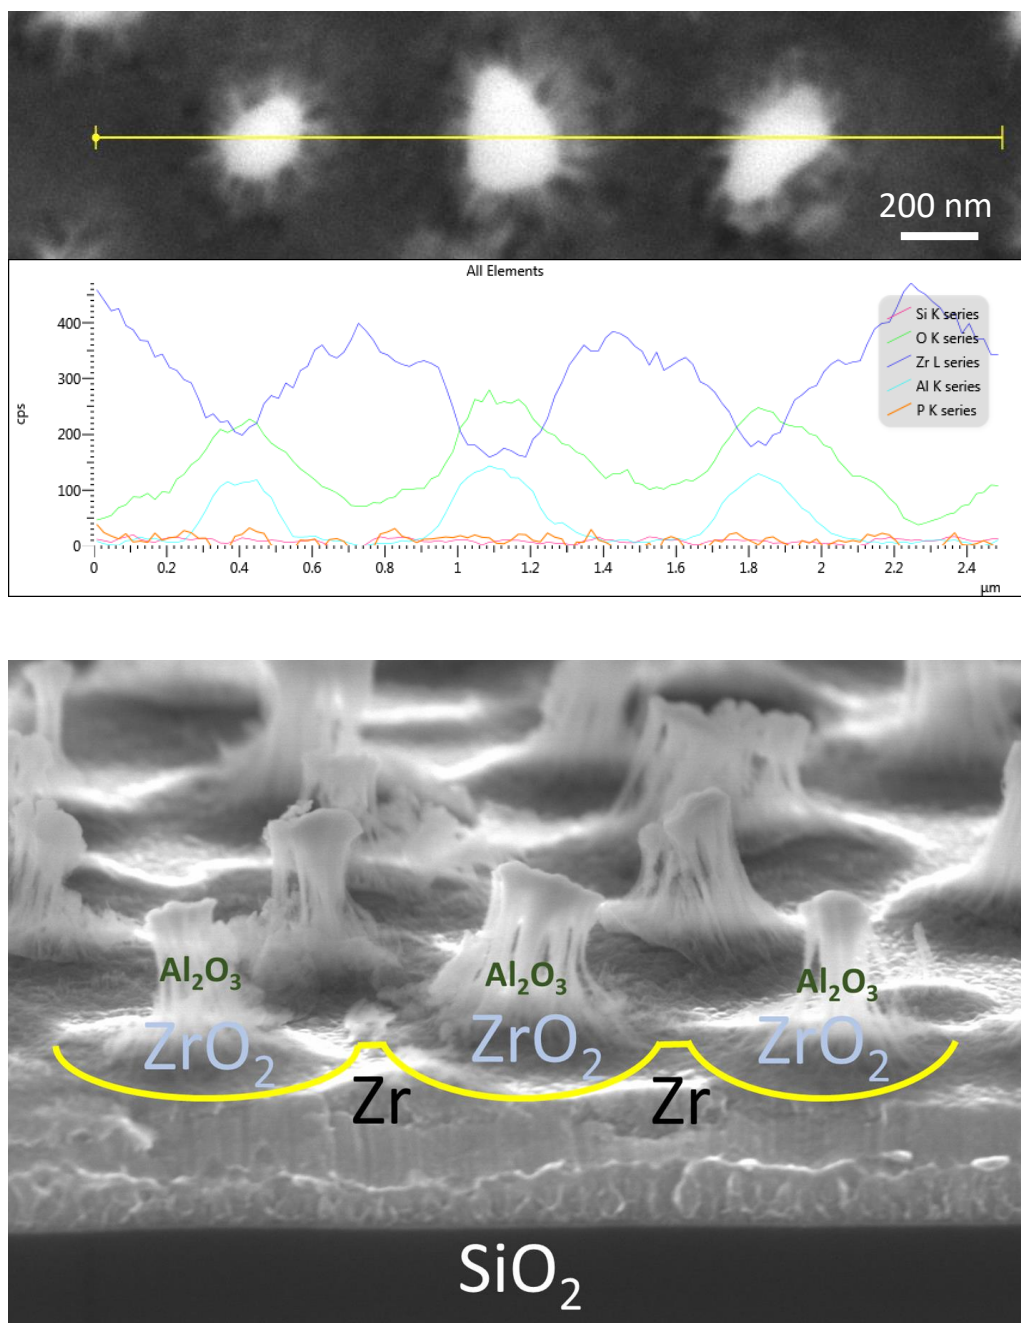 200 nm
All Elements
Si K series
O K series
Zr L series
Al K series
P K series
cps
400
300
200
100
0
0 0.2 0.4 0.6 0.8 1 1.2 1.4 1.6 1.8 2 2.2 2.4
µm
Al₂O₃ Al₂O₃ Al₂O₃
ZrO₂ ZrO₂ ZrO₂
Zr Zr
SiO₂